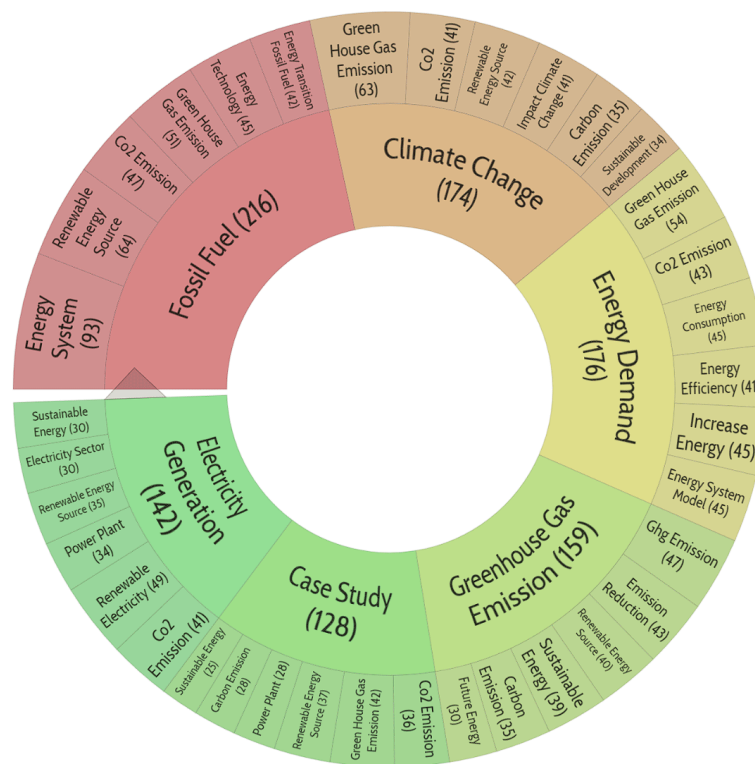 Fossil Fuel (216)
Energy
System
(93)
Renewable
Energy
Source
(64)
Co2 Emission
(47)
Green House
Gas Emission
(51)
Energy
Technology (45)
Energy Transition
Fossil Fuel (42)
Climate Change
(174)
Green
House Gas
Emission
(63)
Co2
Emission (41)
Renewable
Energy Source
(42)
Impact Climate
Change (41)
Carbon
Emission (35)
Sustainable
Development (34)
Energy Demand
(176)
Green House
Gas Emission
(54)
Co2 Emission
(43)
Energy
Consumption
(45)
Energy
Efficiency (41
Increase
Energy (45)
Energy System
Model (45)
Greenhouse Gas
Emission (159)
Ghg Emission
(47)
Emission
Reduction (43)
Renewable Energy
Source (40)
Sustainable
Energy (39)
Carbon
Emission (35)
Future Energy
(30)
Case Study
(128)
Co2 Emission
(36)
Green House Gas
Emission (42)
Renewable Energy
Source (37)
Power Plant (28)
Carbon Emission
(28)
Sustainable Energy
(25)
Electricity
Generation
(142)
Co2
Emission (41)
Renewable
Electricity (49)
Power Plant
(34)
Renewable Energy
Source (35)
Electricity Sector
(30)
Sustainable
Energy (30)